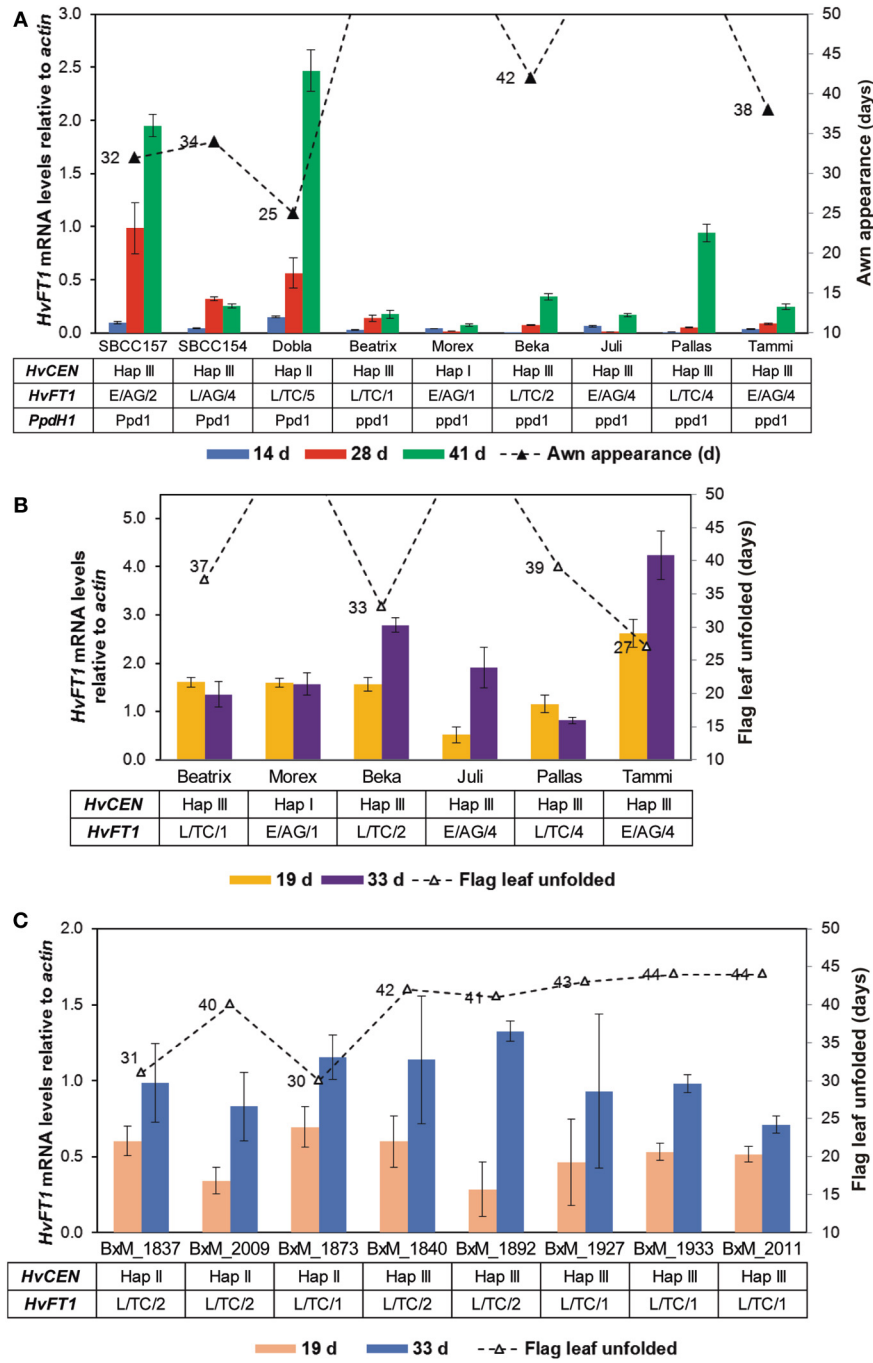 A
HvFT1 mRNA levels relative to actin
3.0
2.5
2.0
1.5
1.0
0.5
0.0
50
45
40
35
30
25
20
15
10
Awn appearance (days)
32
34
25
42
38
SBCC157 SBCC154 Dobla Beatrix Morex Beka Juli Pallas Tammi
HvCEN Hap III Hap III Hap II Hap III Hap I Hap III Hap III Hap III Hap III
HvFT1 E/AG/2 L/AG/4 L/TC/5 L/TC/1 E/AG/1 L/TC/2 E/AG/4 L/TC/4 E/AG/4
PpdH1 Ppd1 Ppd1 Ppd1 ppd1 ppd1 ppd1 ppd1 ppd1 ppd1
14 d 28 d 41 d Awn appearance (d)
B
HvFT1 mRNA levels
relative to actin
5.0
4.0
3.0
2.0
1.0
0.0
50
45
40
35
30
25
20
15
10
Flag leaf unfolded (days)
37
33
39
27
Beatrix Morex Beka Juli Pallas Tammi
HvCEN Hap III Hap I Hap III Hap III Hap III Hap III
HvFT1 L/TC/1 E/AG/1 L/TC/2 E/AG/4 L/TC/4 E/AG/4
19 d 33 d Flag leaf unfolded
C
HvFT1 mRNA levels relative to actin
2.0
1.5
1.0
0.5
0.0
50
45
40
35
30
25
20
15
10
Flag leaf unfolded (days)
31
40
30
42
41
43
44
44
BxM_1837 BxM_2009 BxM_1873 BxM_1840 BxM_1892 BxM_1927 BxM_1933 BxM_2011
HvCEN Hap II Hap II Hap II Hap III Hap III Hap III Hap III Hap III
HvFT1 L/TC/2 L/TC/2 L/TC/1 L/TC/2 L/TC/2 L/TC/1 L/TC/1 L/TC/1
19 d 33 d Flag leaf unfolded